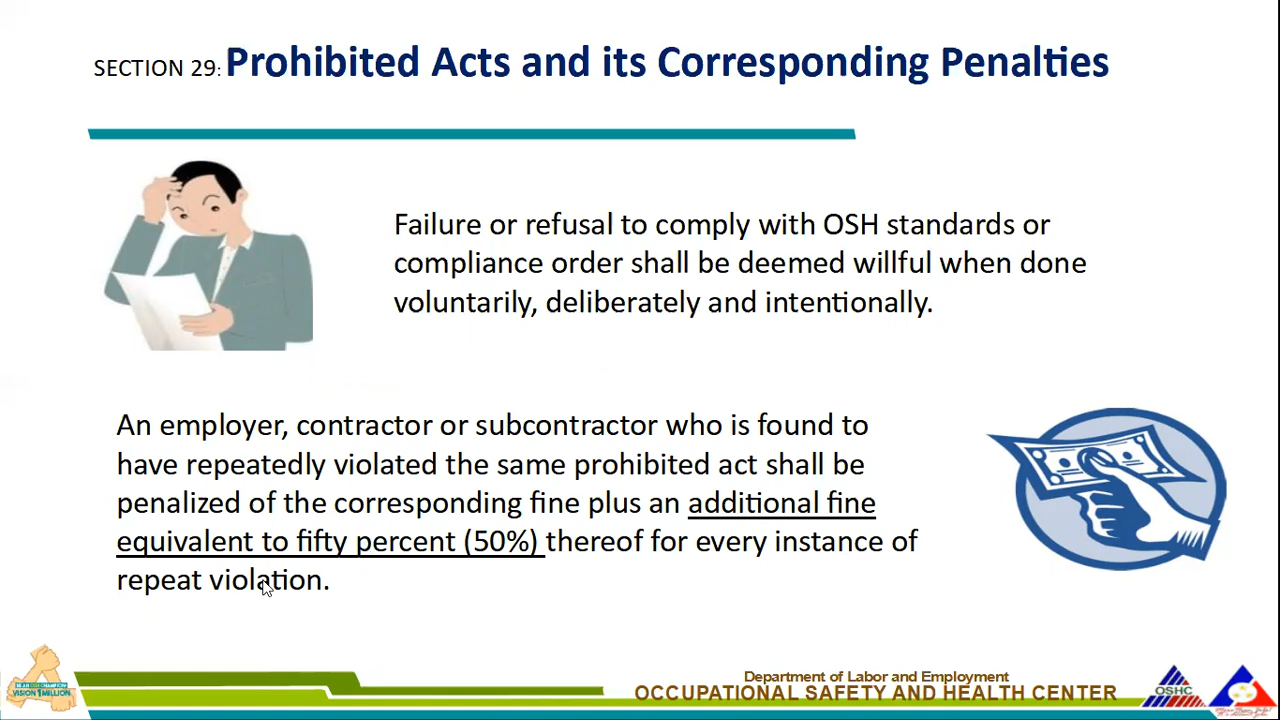 SECTION 29: Prohibited Acts and its Corresponding Penalties
Failure or refusal to comply with OSH standards or
compliance order shall be deemed willful when done
voluntarily, deliberately and intentionally.
An employer, contractor or subcontractor who is found to
have repeatedly violated the same prohibited act shall be
penalized of the corresponding fine plus an additional fine
equivalent to fifty percent (50%) thereof for every instance of
repeat violation.
VISION 1 MILLION
Department of Labor and Employment
OCCUPATIONAL SAFETY AND HEALTH CENTER
OSHC